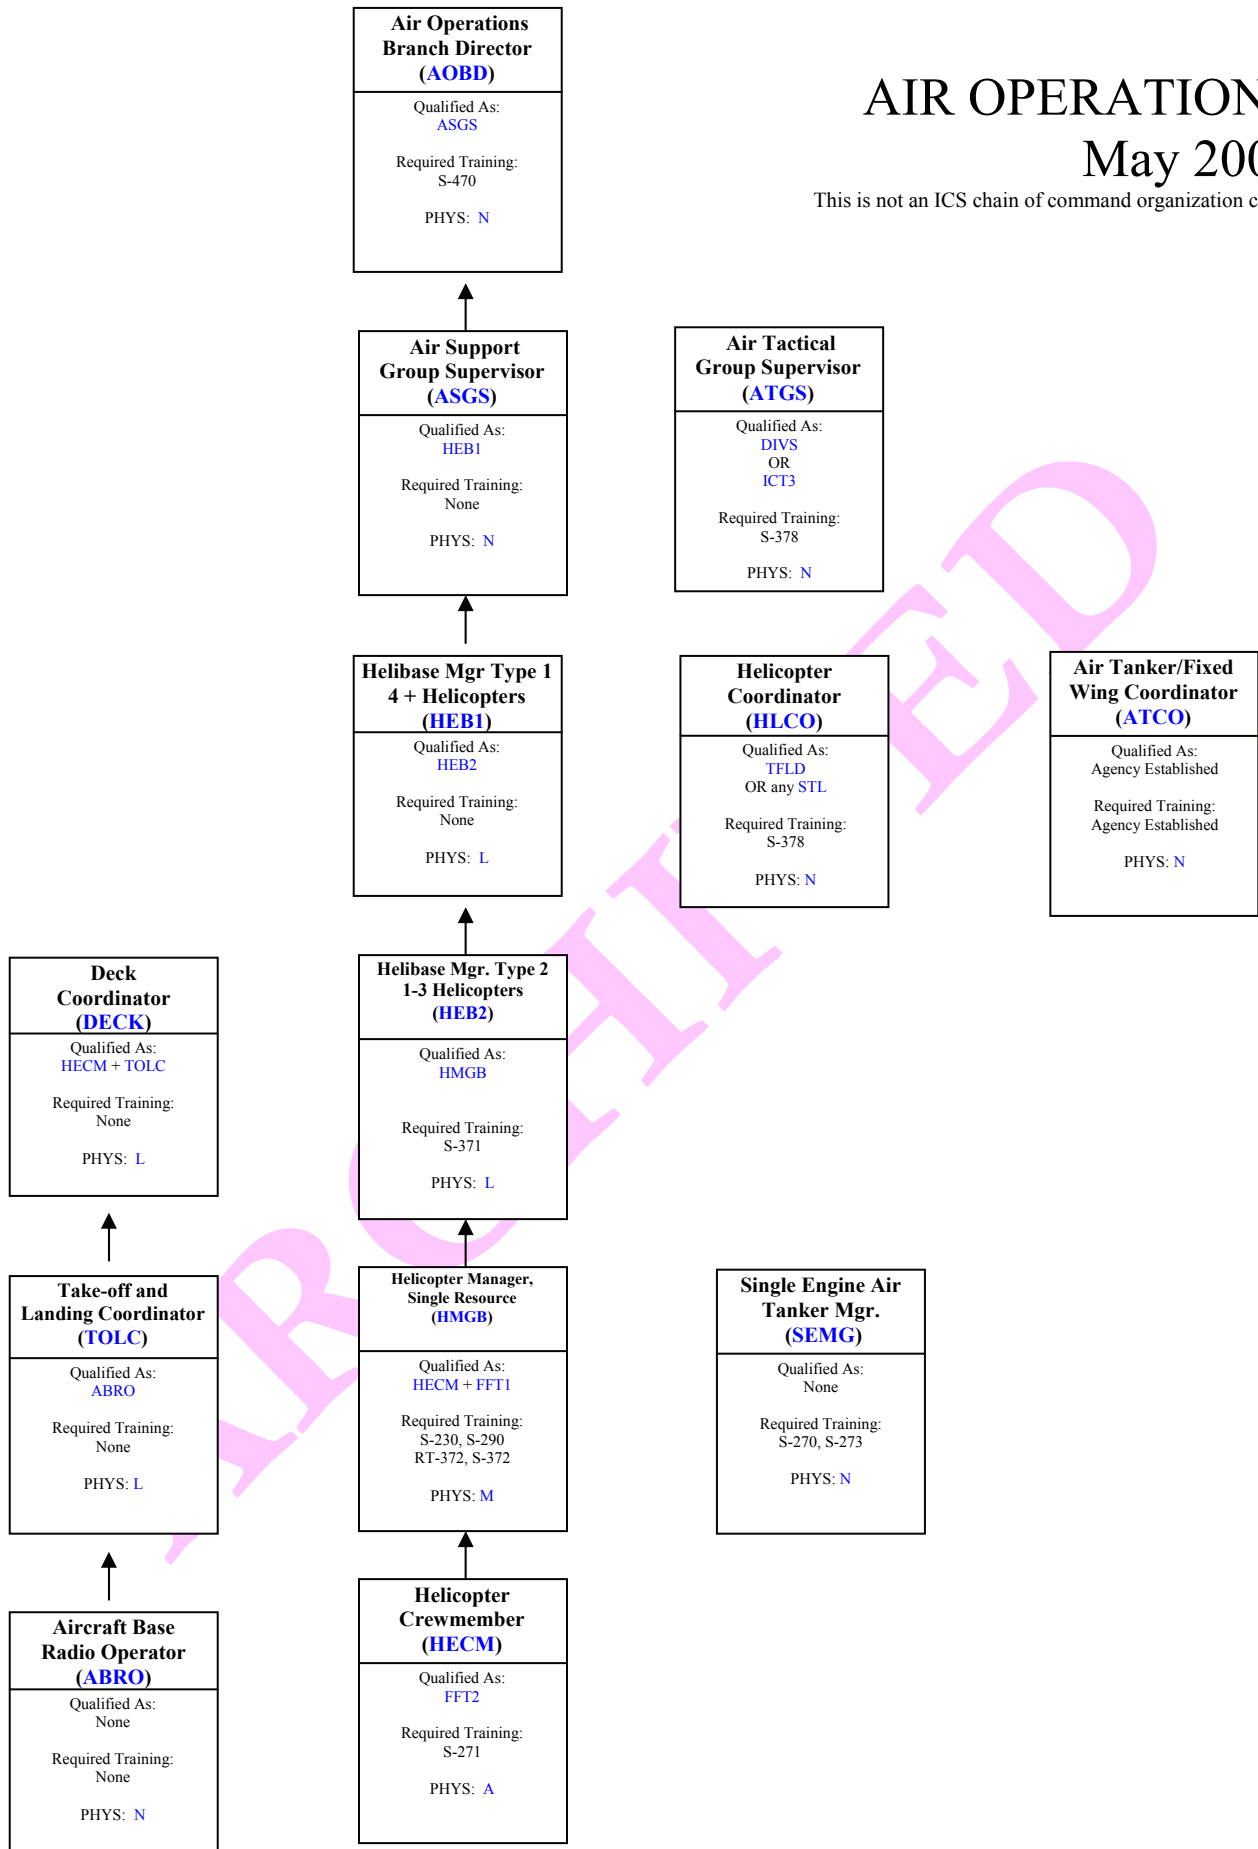 Air Operations
Branch Director
(AOBD)
Qualified As:
ASGS
Required Training:
S-470
PHYS: N
AIR OPERATION
May 200
This is not an ICS chain of command organization c
Air Support
Group Supervisor
(ASGS)
Qualified As:
HEB1
Required Training:
None
PHYS: N
Air Tactical
Group Supervisor
(ATGS)
Qualified As:
DIVS
OR
ICT3
Required Training:
S-378
PHYS: N
Helibase Mgr Type 1
4 + Helicopters
(HEB1)
Qualified As:
HEB2
Required Training:
None
PHYS: L
Helicopter
Coordinator
(HLCO)
Qualified As:
TFLD
OR any STL
Required Training:
S-378
PHYS: N
Air Tanker/Fixed
Wing Coordinator
(ATCO)
Qualified As:
Agency Established
Required Training:
Agency Established
PHYS: N
Deck
Coordinator
(DECK)
Qualified As:
HECM + TOLC
Required Training:
None
PHYS: L
Helibase Mgr. Type 2
1-3 Helicopters
(HEB2)
Qualified As:
HMGB
Required Training:
S-371
PHYS: L
Take-off and
Landing Coordinator
(TOLC)
Qualified As:
ABRO
Required Training:
None
PHYS: L
Helicopter Manager,
Single Resource
(HMGB)
Qualified As:
HECM + FFT1
Required Training:
S-230, S-290
RT-372, S-372
PHYS: M
Single Engine Air
Tanker Mgr.
(SEMG)
Qualified As:
None
Required Training:
S-270, S-273
PHYS: N
Aircraft Base
Radio Operator
(ABRO)
Qualified As:
None
Required Training:
None
PHYS: N
Helicopter
Crewmember
(HECM)
Qualified As:
FFT2
Required Training:
S-271
PHYS: A
ARCHIVED